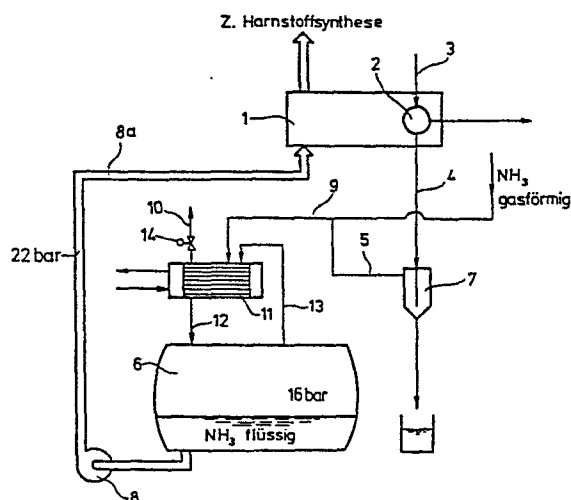 Z. Harnstoffsynthese
3
2
1
8a
4
NH₃
gasförmig
9
10
14
5
22 bar
7
11
13
12
6
16 bar
NH₃ flüssig
8